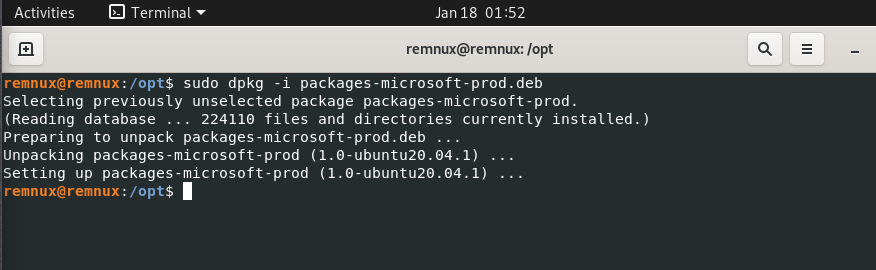 Activities Terminal Jan 18 01:52
remnux@remnux: /opt
remnux@remnux:/opt$ sudo dpkg -i packages-microsoft-prod.deb
Selecting previously unselected package packages-microsoft-prod.
(Reading database ... 224110 files and directories currently installed.)
Preparing to unpack packages-microsoft-prod.deb ...
Unpacking packages-microsoft-prod (1.0-ubuntu20.04.1) ...
Setting up packages-microsoft-prod (1.0-ubuntu20.04.1) ...
remnux@remnux:/opt$